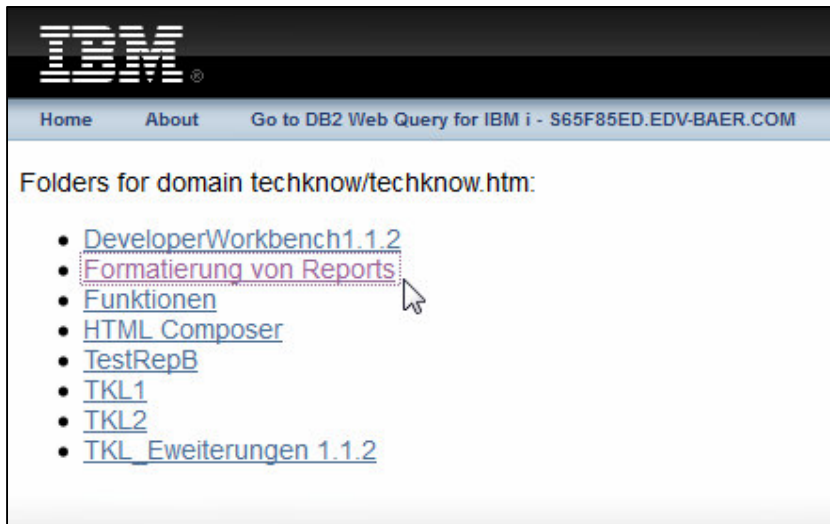 IBM®
Home About Go to DB2 Web Query for IBM i - S65F85ED.EDV-BAER.COM
Folders for domain techknow/techknow.htm:
• DeveloperWorkbench1.1.2
• Formatierung von Reports
• Funktionen
• HTML Composer
• TestRepB
• TKL1
• TKL2
• TKL_Eweiterungen 1.1.2